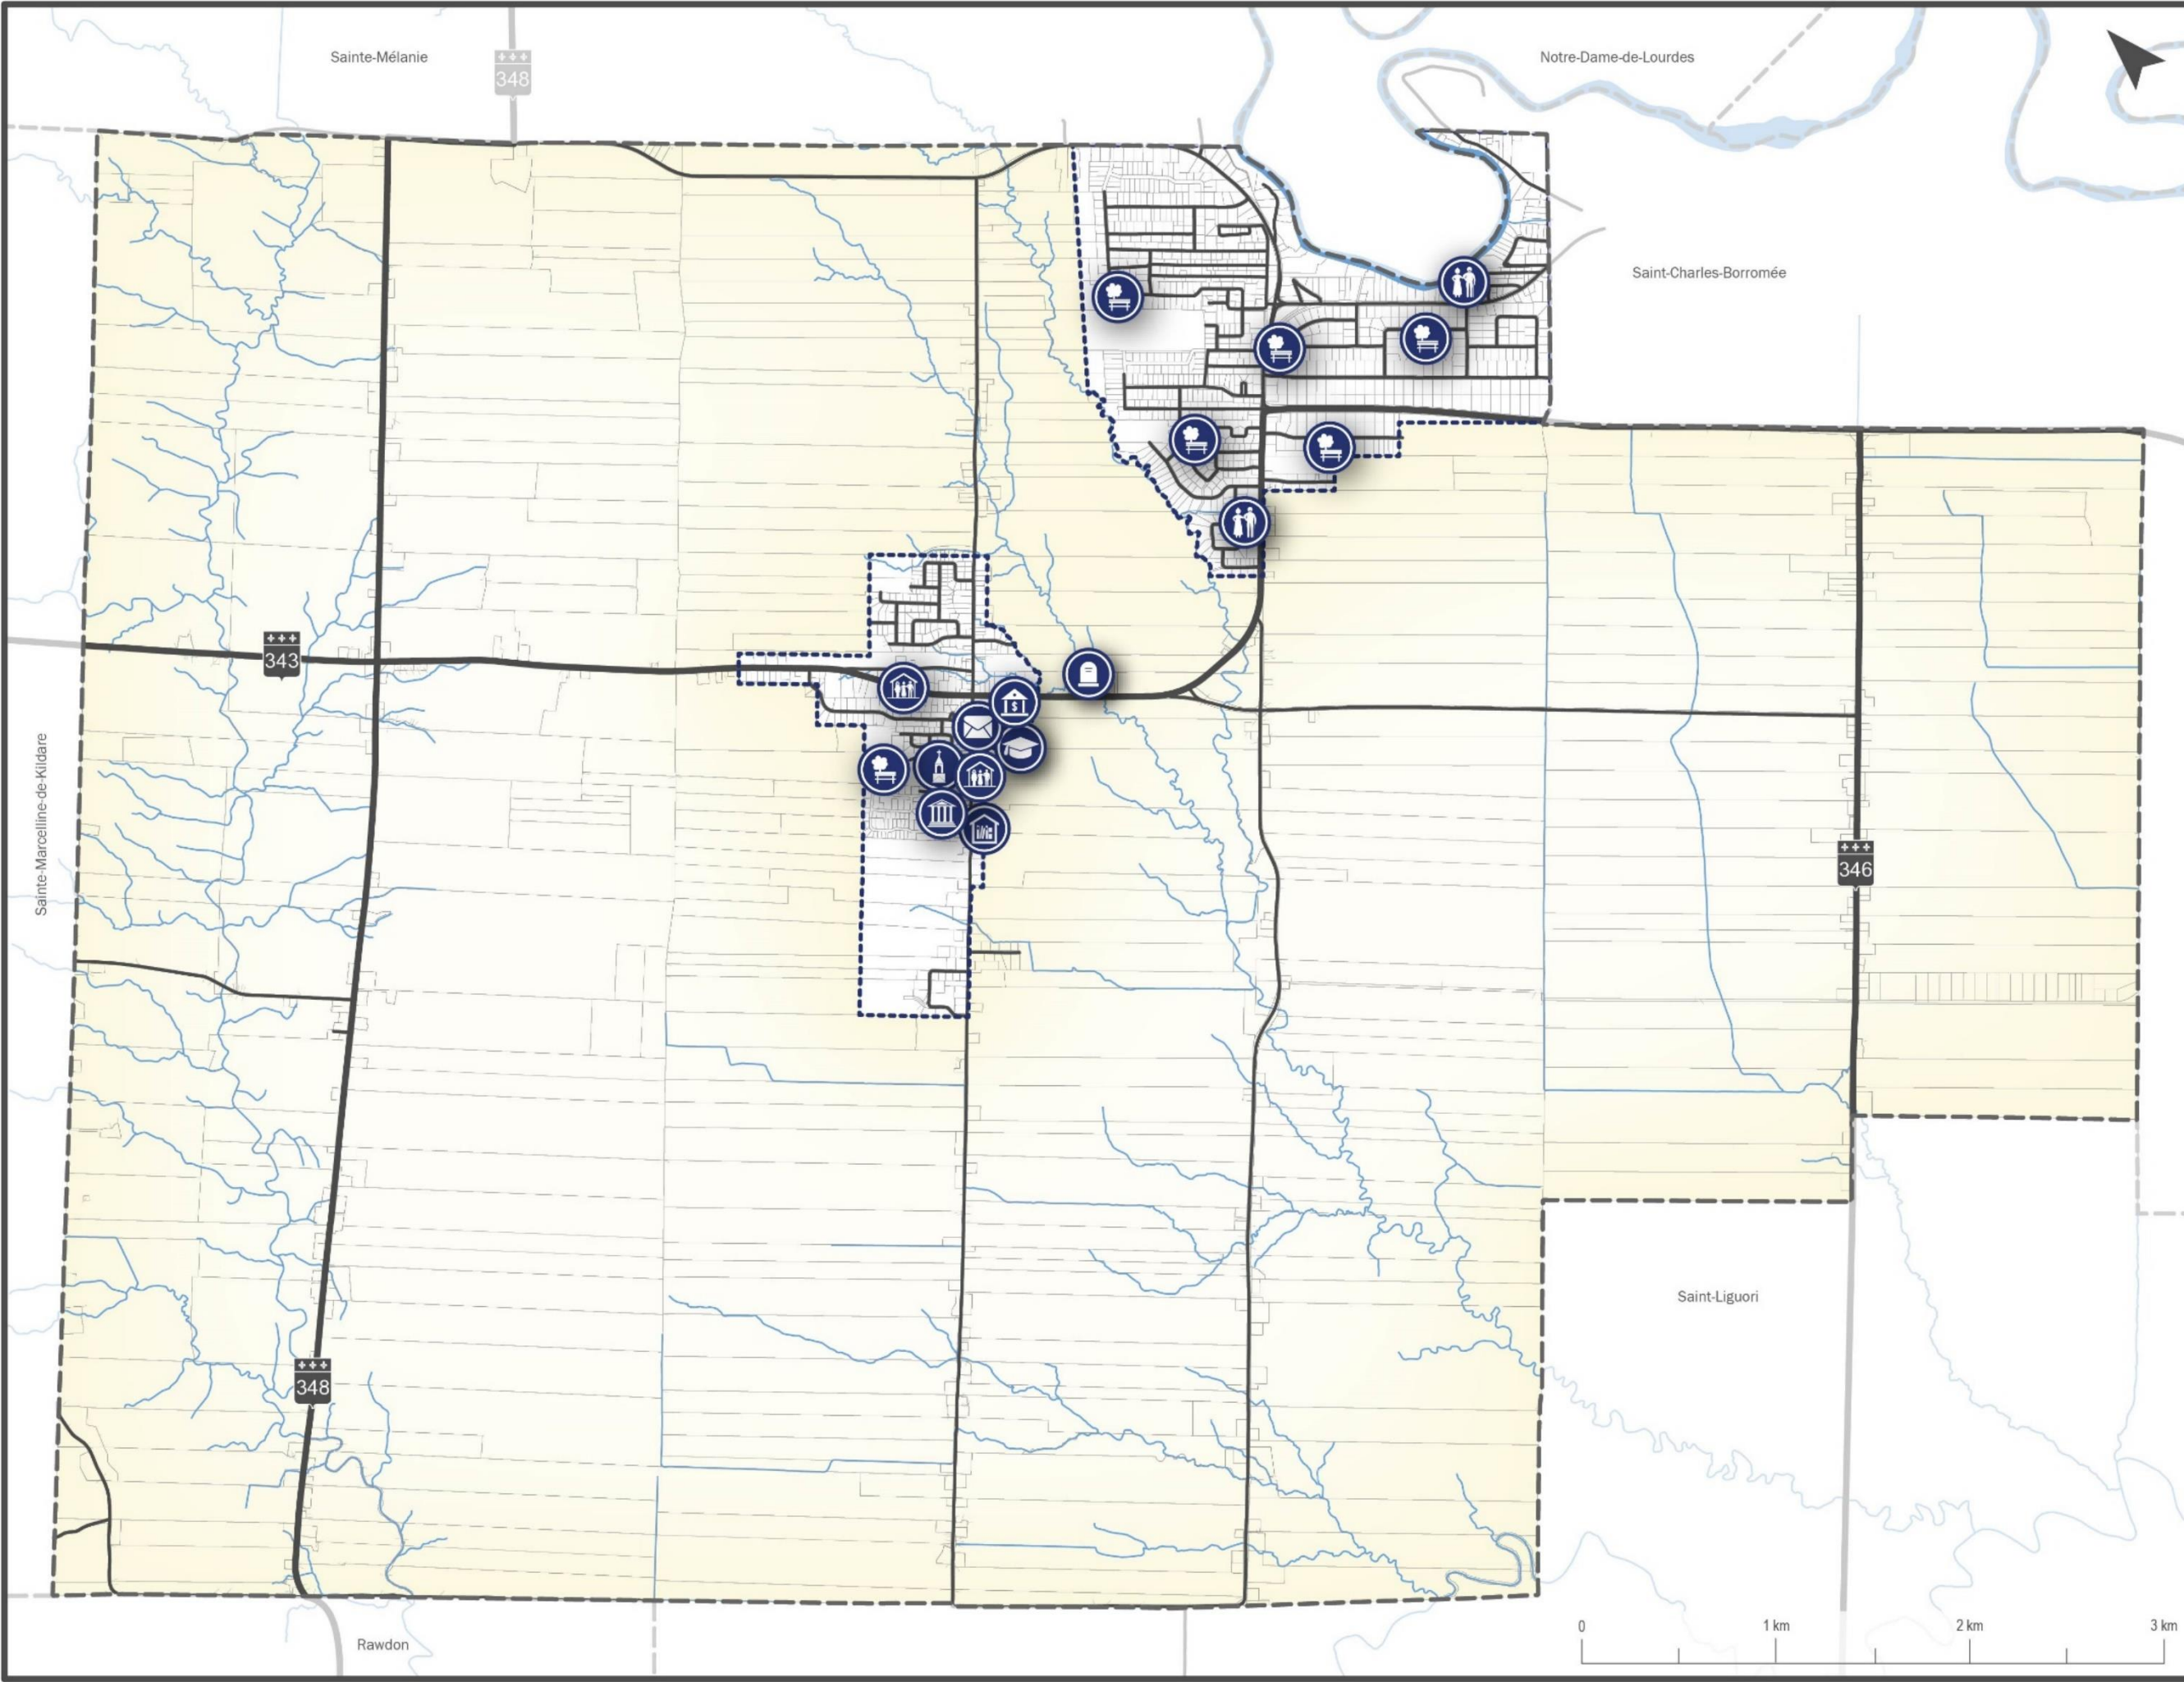 Sainte-Mélanie
348
Notre-Dame-de-Lourdes
Saint-Charles-Borromée
343
$
Sainte-Marcelline-de-Kildare
346
Saint-Liguori
348
Rawdon
0 1 km 2 km 3 km